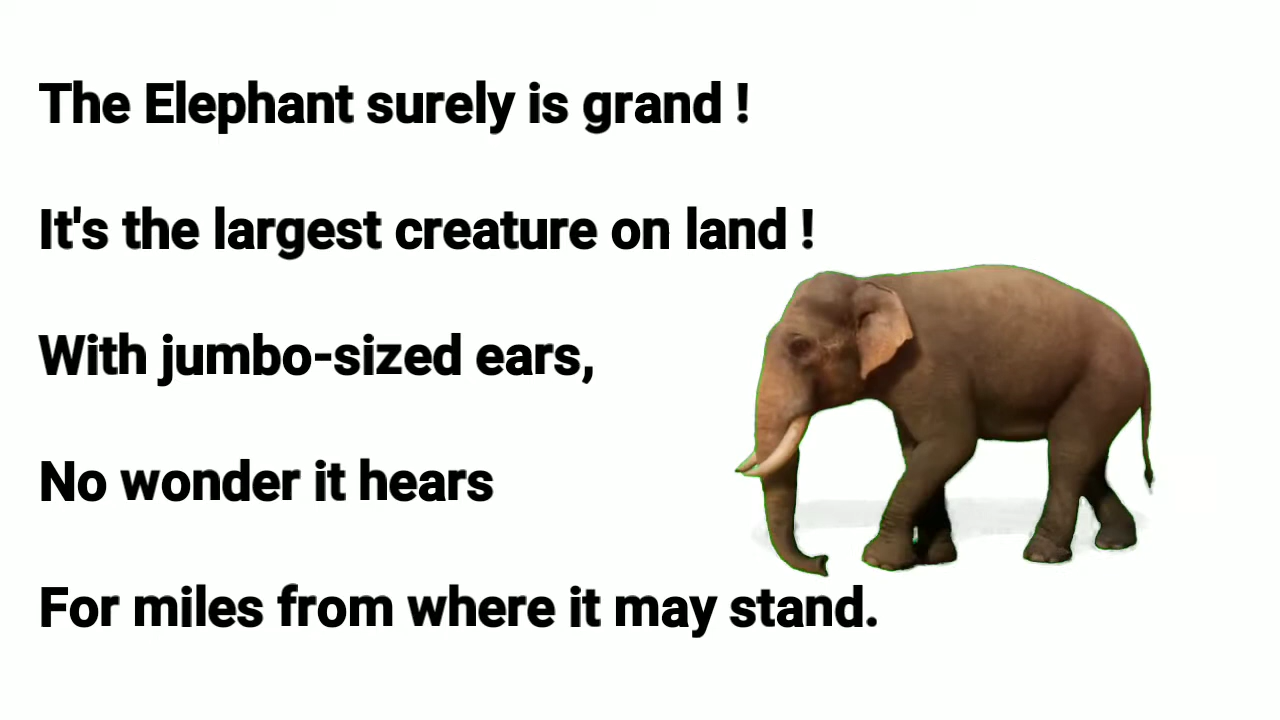 The Elephant surely is grand !
It's the largest creature on land !
With jumbo-sized ears,
No wonder it hears
For miles from where it may stand.